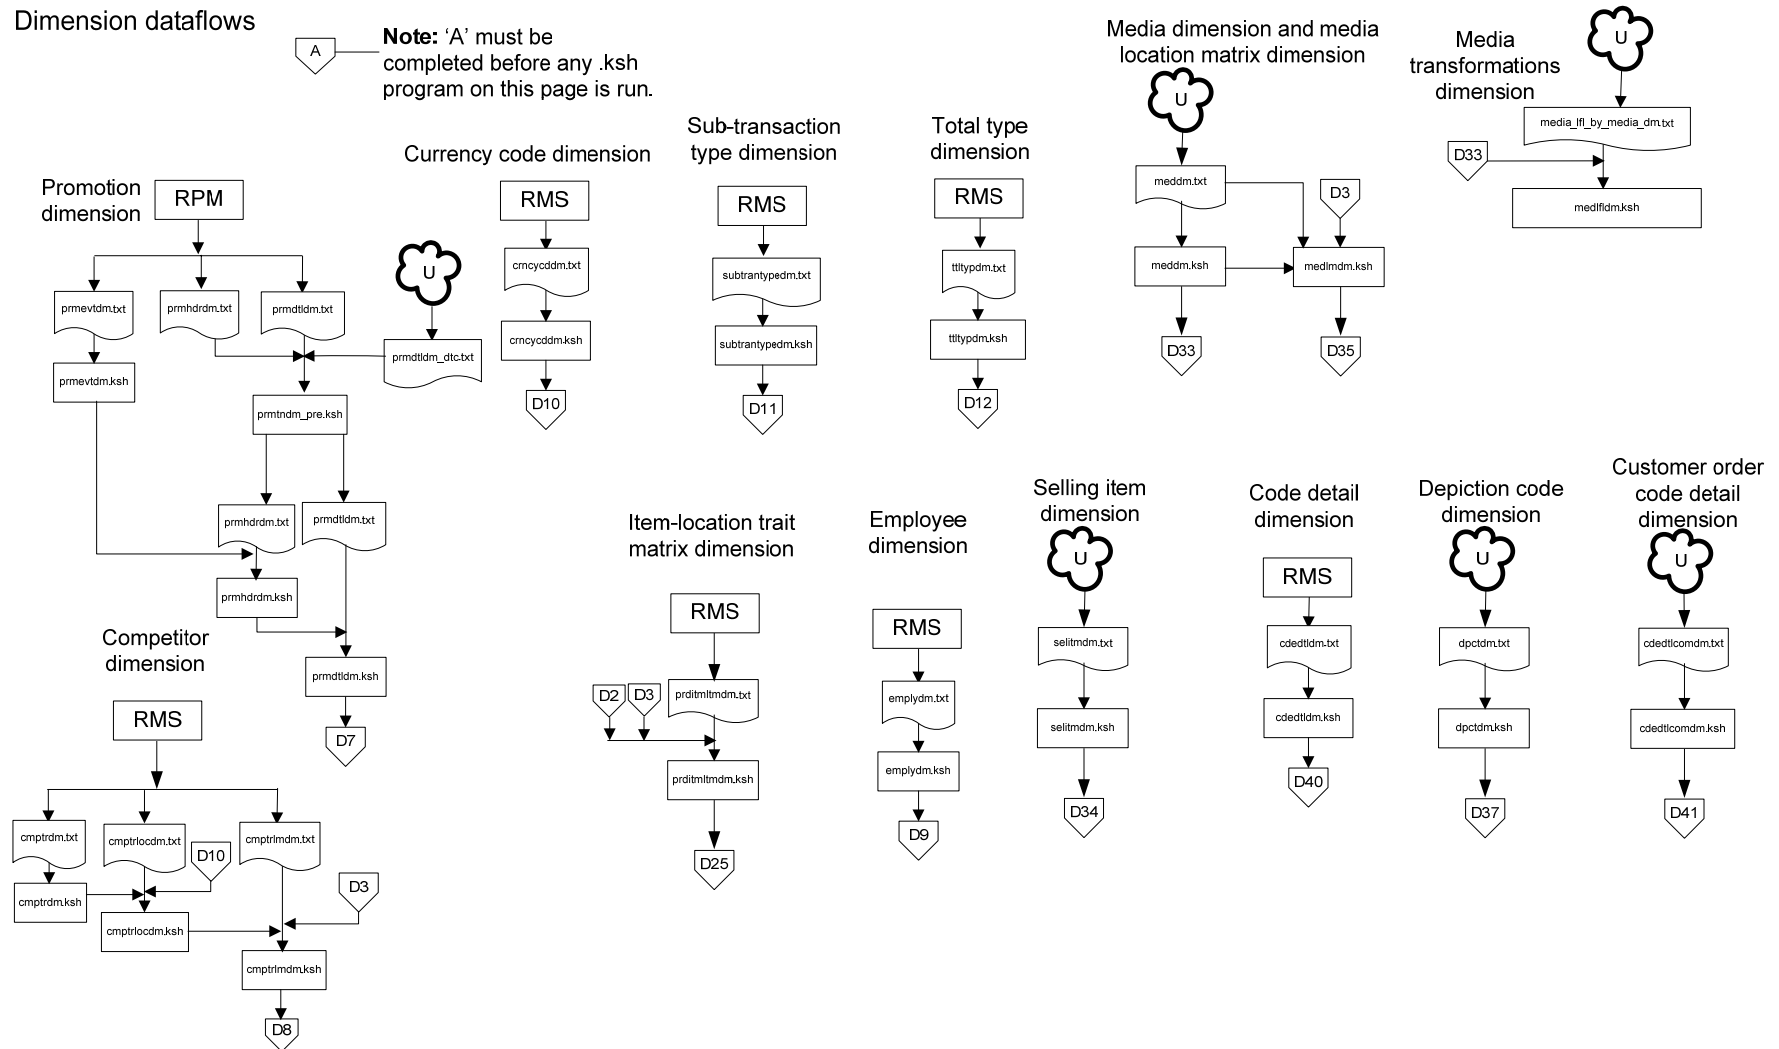 Dimension dataflows
A
Note: ‘A’ must be
completed before any .ksh
program on this page is run.
Promotion
dimension
RPM
prmevtdm.txt
prmhdrdm.txt
prmdtldm.txt
U
prmdtldm_dtc.txt
prmevtdm.ksh
prmtndm_pre.ksh
prmhdrdm.txt
prmdtldm.txt
prmhdrdm.ksh
prmdtldm.ksh
D7
Currency code dimension
RMS
crncycddm.txt
crncycddm.ksh
D10
Sub-transaction
type dimension
RMS
subtrantypedm.txt
subtrantypedm.ksh
D11
Total type
dimension
RMS
ttltypdm.txt
ttltypdm.ksh
D12
Media dimension and media
location matrix dimension
U
meddm.txt
D3
meddm.ksh
medlmdm.ksh
D33
D35
Media
transformations
dimension
U
media_lfl_by_media_dm.txt
D33
medlfldm.ksh
Competitor
dimension
RMS
cmptrdm.txt
cmptrlocdm.txt
cmptrlmdm.txt
D10
cmptrdm.ksh
D3
cmptrlocdm.ksh
cmptrlmdm.ksh
D8
Item-location trait
matrix dimension
RMS
D2
D3
prditmltmdm.txt
prditmltmdm.ksh
D25
Employee
dimension
RMS
emplydm.txt
emplydm.ksh
D9
Selling item
dimension
U
selitmdm.txt
selitmdm.ksh
D34
Code detail
dimension
RMS
cdedtldm.txt
cdedtldm.ksh
D40
Depiction code
dimension
U
dpctdm.txt
dpctdm.ksh
D37
Customer order
code detail
dimension
U
cdedtlcomdm.txt
cdedtlcomdm.ksh
D41